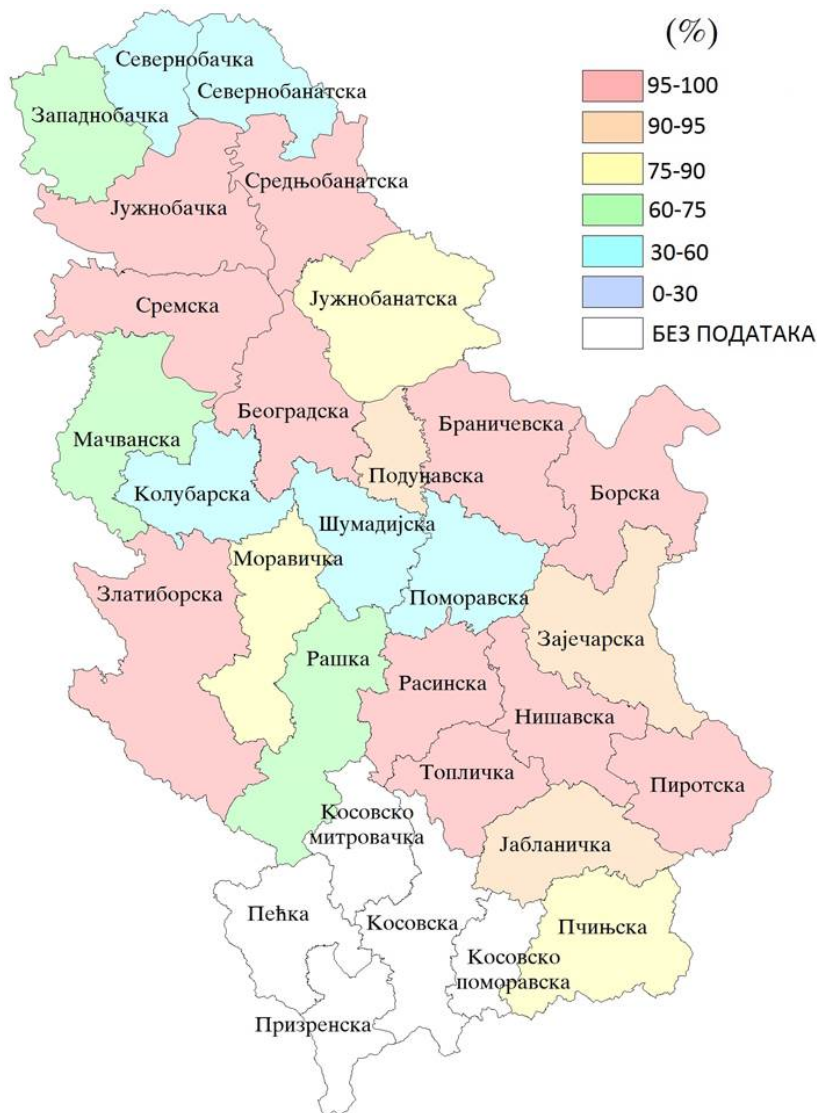 (%)
95-100
90-95
75-90
60-75
30-60
0-30
БЕЗ ПОДАТАКА
Севернобачка
Севернобанатска
Западнобачка
Средњобанатска
Јужнобачка
Јужнобанатска
Сремска
Београдска
Браничевска
Мачванска
Подунавска
Колубарска
Борска
Шумадијска
Моравичка
Златиборска
Поморавска
Зајечарска
Рашка
Расинска
Нишавска
Топличка
Пиротска
Косовско
митровачка
Јабланичка
Пећка
Косовска
Пчињска
Косовско
поморавска
Призренска